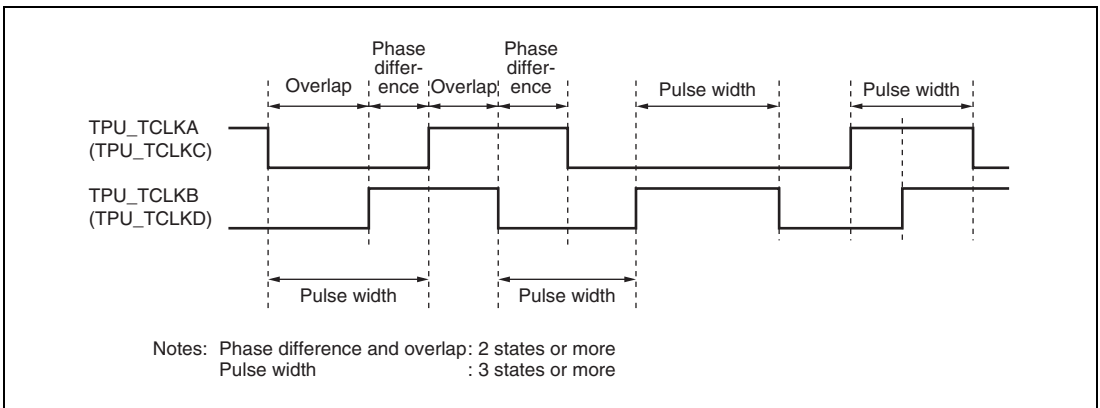 Phase
differ-
ence
Phase
differ-
ence
Overlap
Overlap
Pulse width
Pulse width
TPU_TCLKA
(TPU_TCLKC)
TPU_TCLKB
(TPU_TCLKD)
Pulse width
Pulse width
Notes: Phase difference and overlap: 2 states or more
Pulse width : 3 states or more